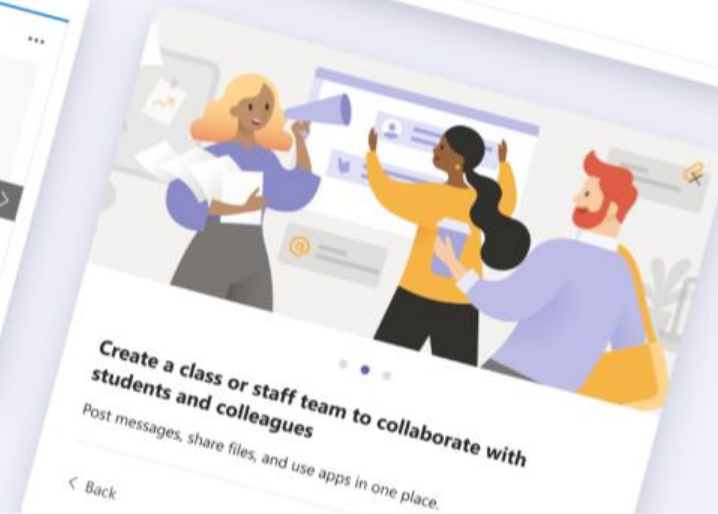 @
Create a class or staff team to collaborate with
students and colleagues
Post messages, share files, and use apps in one place.
Back